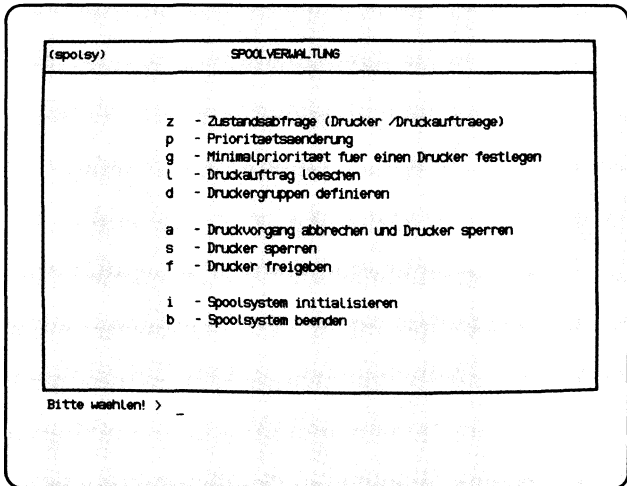 (spolsy) SPOOLVERWALTUNG
z - Zustandsabfrage (Drucker /Druckauftraege)
p - Prioritaetsaenderung
g - Minimalprioritaet fuer einen Drucker festlegen
l - Druckauftrag loeschen
d - Druckergruppen definieren
a - Druckvorgang abbrechen und Drucker sperren
s - Drucker sperren
f - Drucker freigeben
i - Spoolsystem initialisieren
b - Spoolsystem beenden
Bitte waehlen! > _